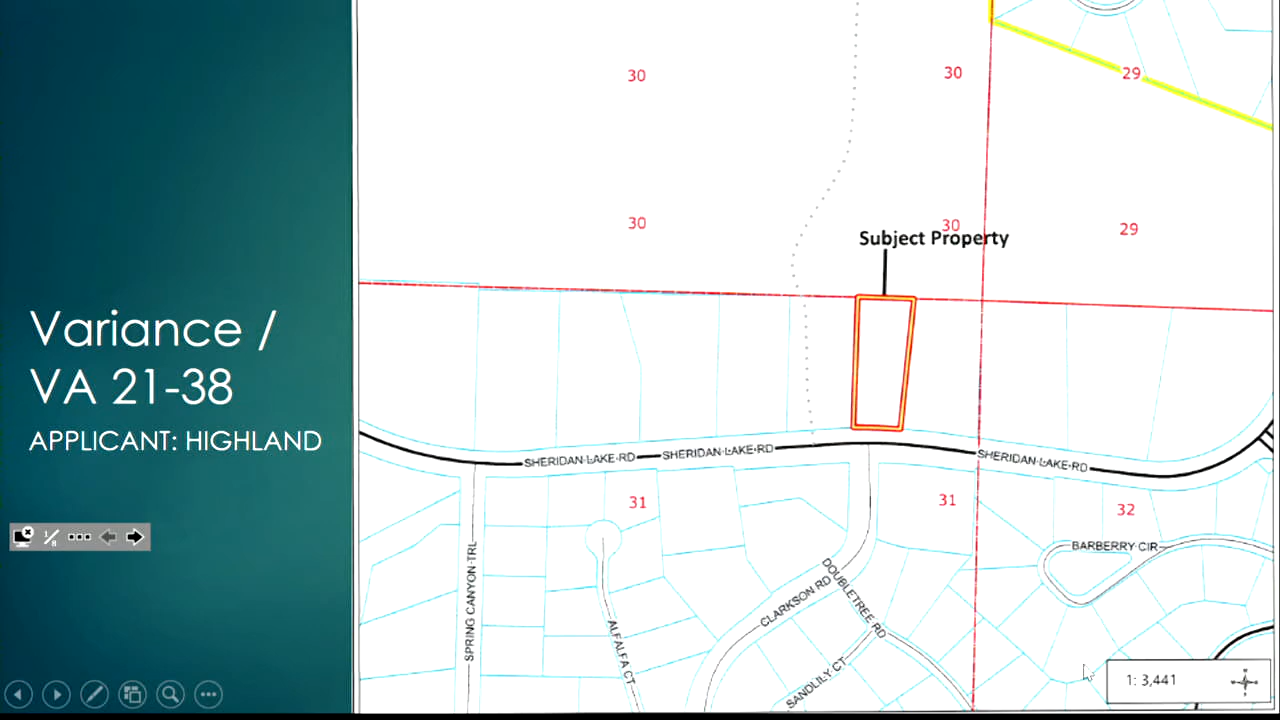 Variance /
VA 21-38
APPLICANT: HIGHLAND
30
30
29
30
30
29
Subject Property
SHERIDAN-LAKE-RD
SHERIDAN-LAKE-RD
SHERIDAN-LAKE-RD
31
31
32
SPRING CANYON-TRL
ALFALFA CT
CLARKSON RD
DOUBLETREE RD
SANDLILY CT
BARBERRY-CIR
1: 3,441